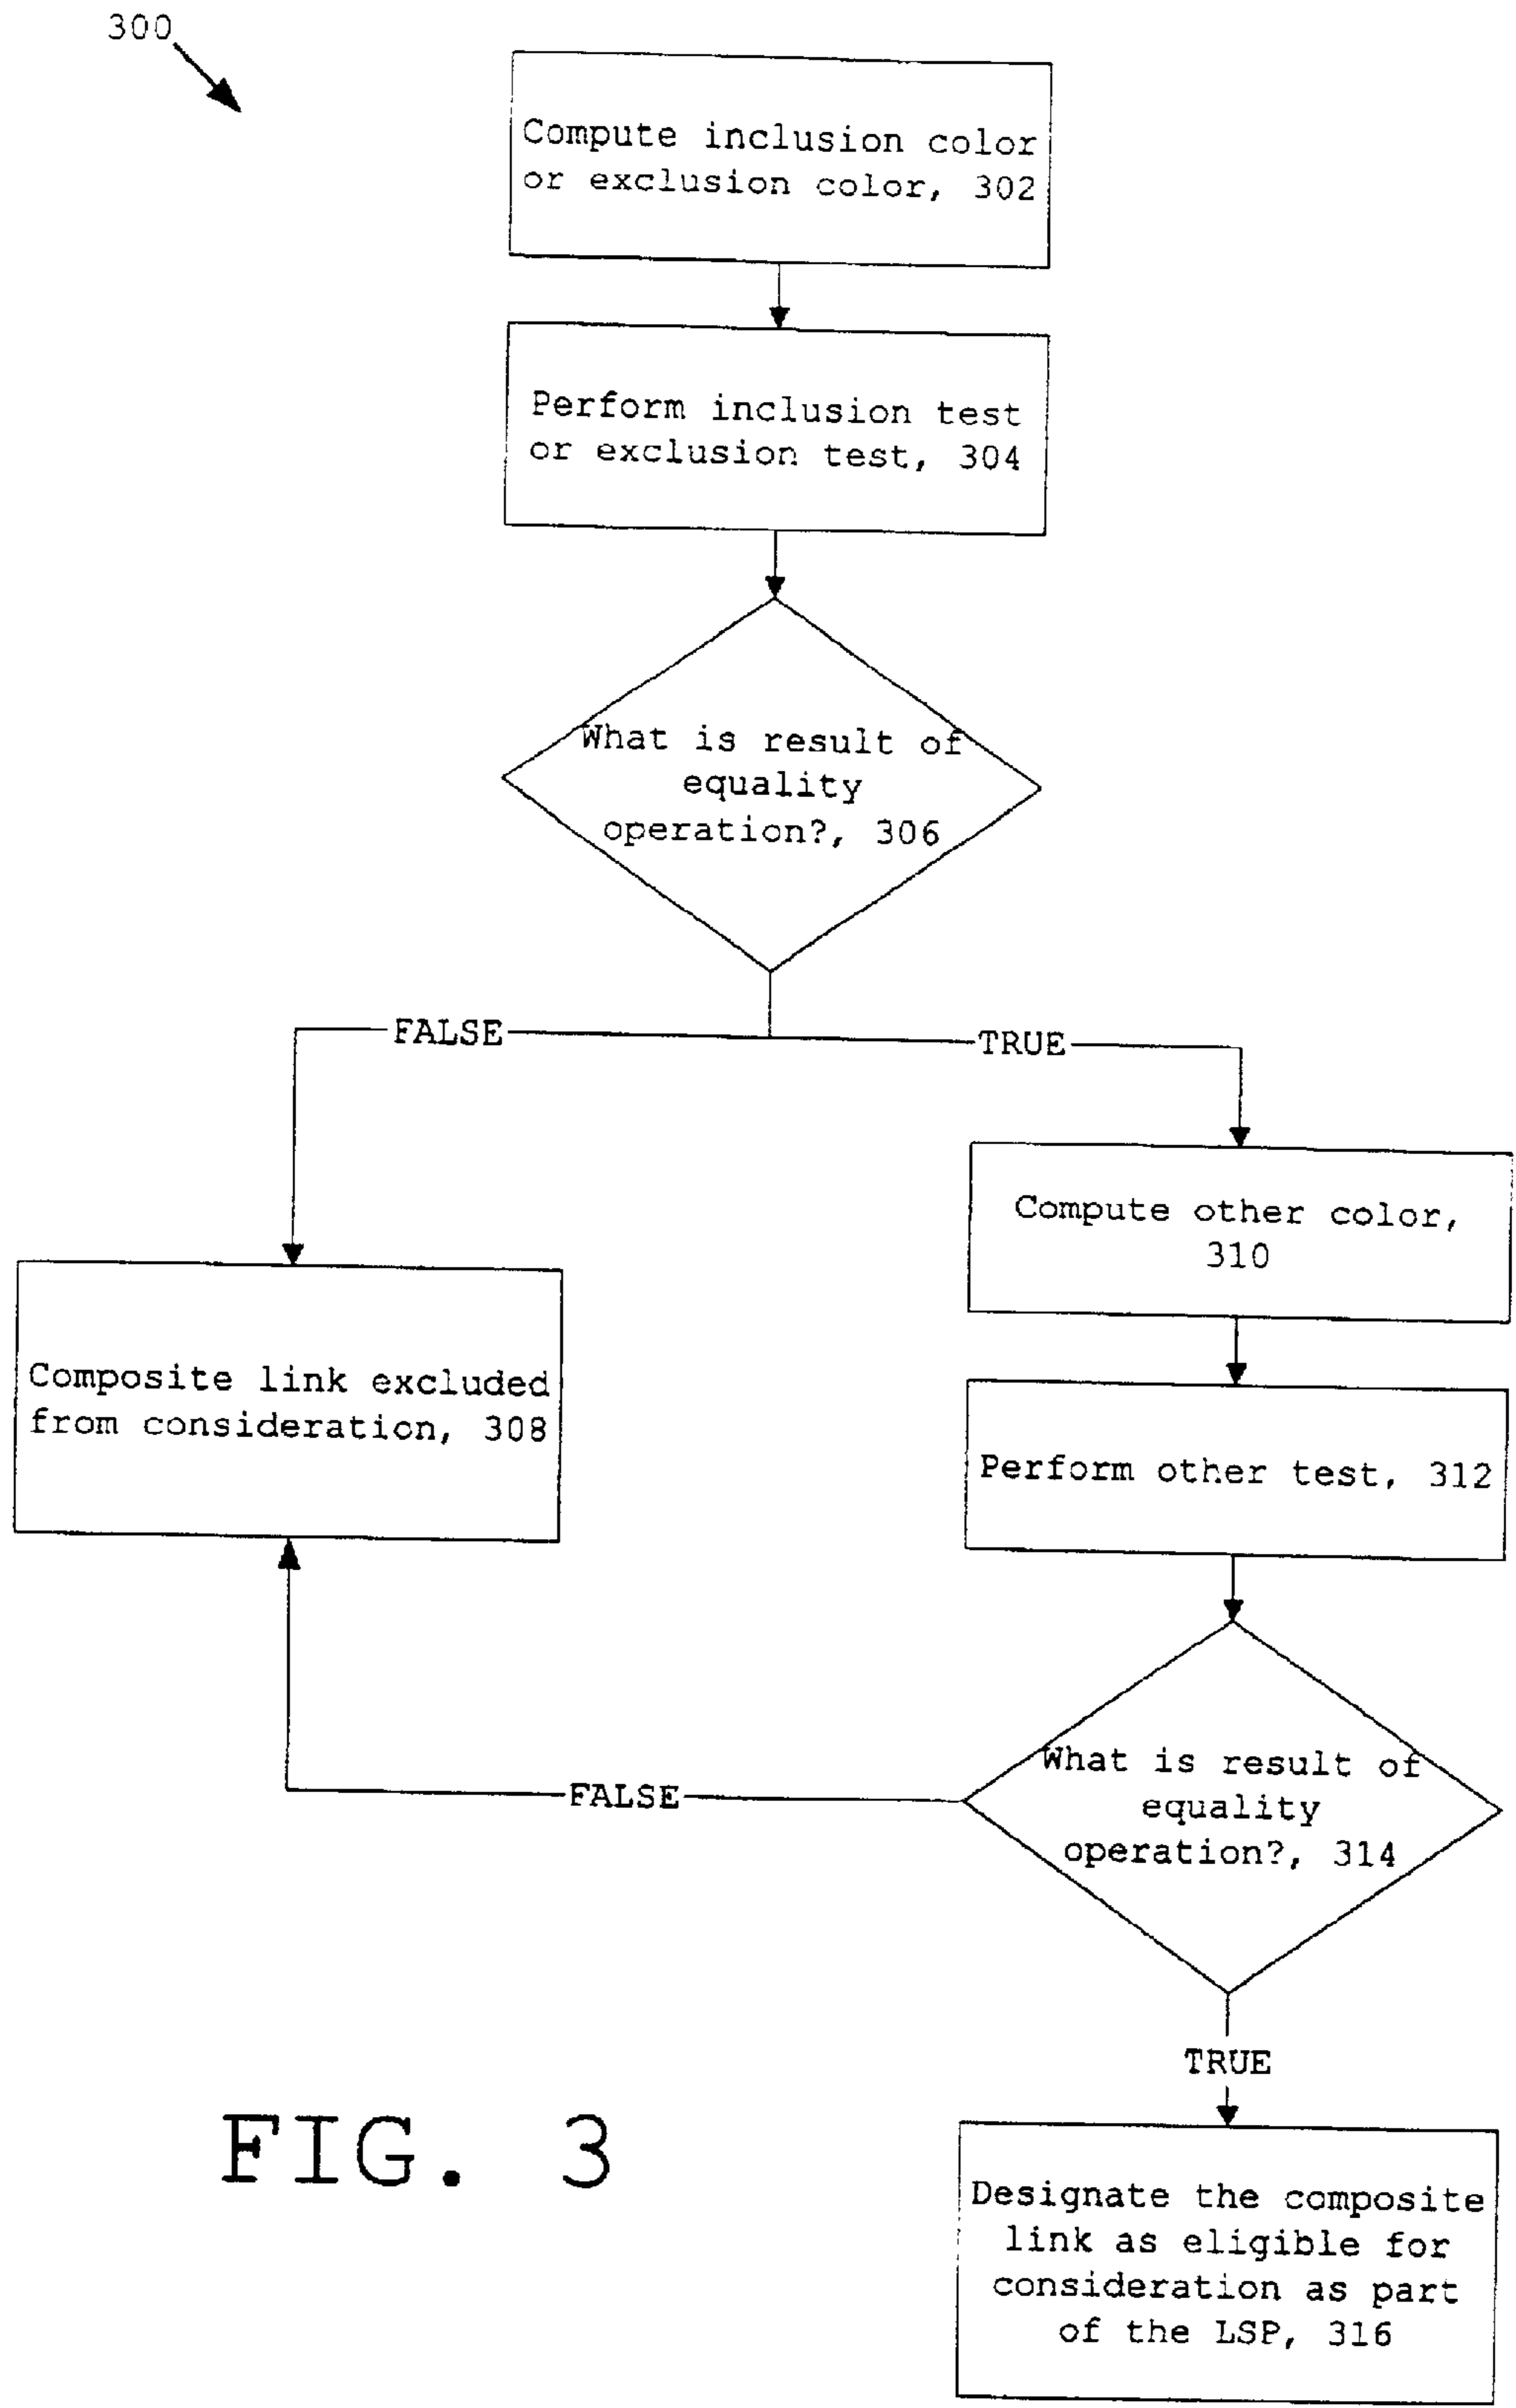 300
Compute inclusion color
or exclusion color, 302
Perform inclusion test
or exclusion test, 304
What is result of
equality
operation?, 306
FALSE
TRUE
Compute other color,
310
Composite link excluded
from consideration, 308
Perform other test, 312
What is result of
equality
operation?, 314
FALSE
TRUE
Designate the composite
link as eligible for
consideration as part
of the LSP, 316
FIG. 3